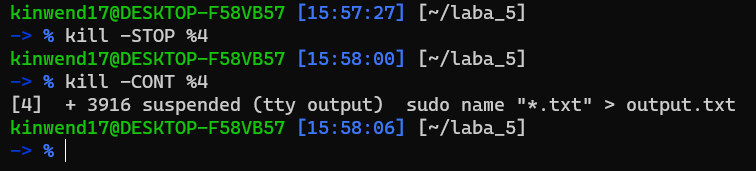 kinwend17@DESKTOP-F58VB57 [15:57:27] [~/laba_5]
-> % kill -STOP %4
kinwend17@DESKTOP-F58VB57 [15:58:00] [~/laba_5]
-> % kill -CONT %4
[4]  + 3916 suspended (tty output)  sudo name "*.txt" > output.txt
kinwend17@DESKTOP-F58VB57 [15:58:06] [~/laba_5]
-> %